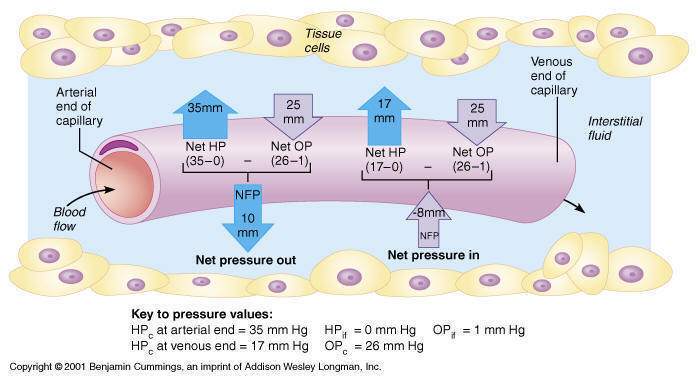 Tissue
cells
Arterial
end of
capillary
Venous
end of
capillary
Interstitial
fluid
35mm
25
mm
17
mm
25
mm
Net HP
(35–0)
–
Net OP
(26–1)
Net HP
(17–0)
–
Net OP
(26–1)
Blood
flow
NFP
10
mm
-8mm
NFP
Net pressure out
Net pressure in
Key to pressure values:
HPc at arterial end = 35 mm Hg HPif = 0 mm Hg OPif = 1 mm Hg
HPc at venous end = 17 mm Hg OPc = 26 mm Hg
Copyright © 2001 Benjamin Cummings, an imprint of Addison Wesley Longman, Inc.